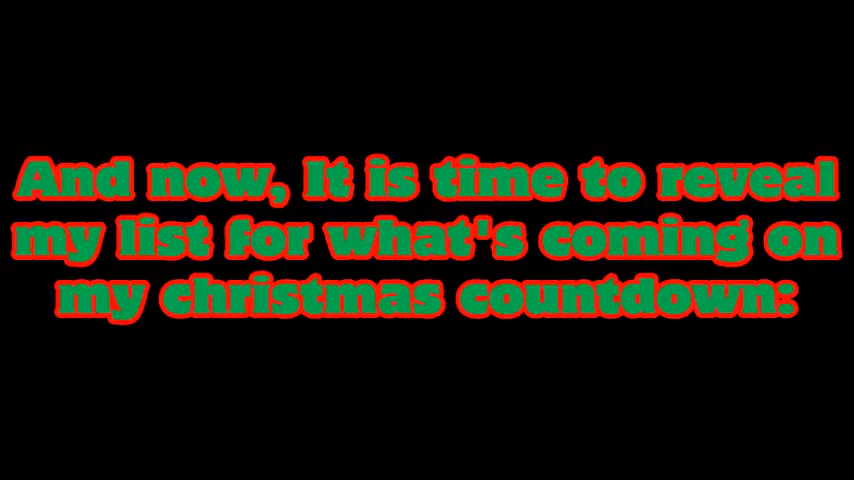 And now, It is time to reveal
my list for what's coming on
my christmas countdown: